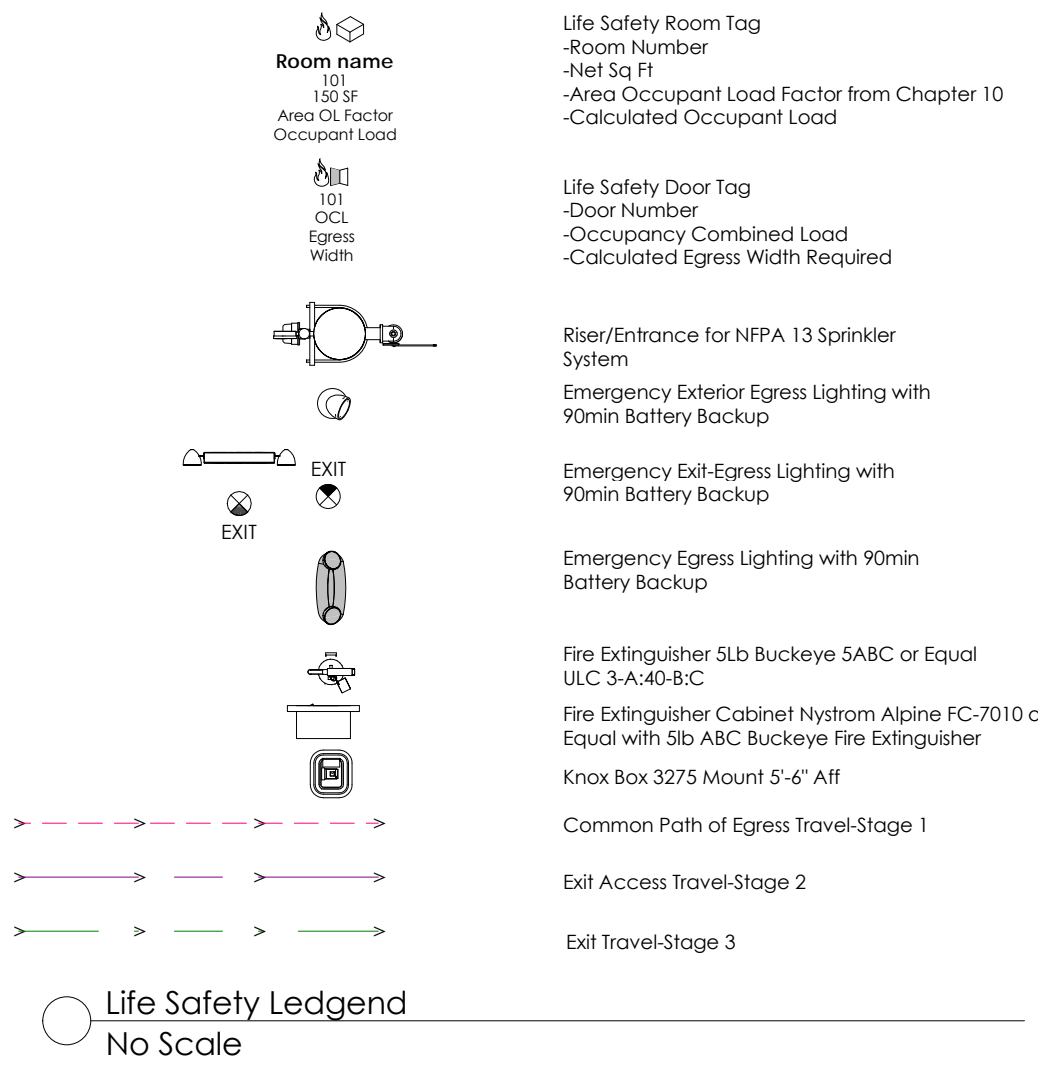 Room name
101
150 SF
Area OL Factor
Occupant Load
Life Safety Room Tag
-Room Number
-Net Sq Ft
-Area Occupant Load Factor from Chapter 10
-Calculated Occupant Load
101
OCL
Egress
Width
Life Safety Door Tag
-Door Number
-Occupancy Combined Load
-Calculated Egress Width Required
Riser/Entrance for NFPA 13 Sprinkler
System
Emergency Exterior Egress Lighting with
90min Battery Backup
EXIT
EXIT
Emergency Exit-Egress Lighting with
90min Battery Backup
Emergency Egress Lighting with 90min
Battery Backup
Fire Extinguisher 5Lb Buckeye 5ABC or Equal
ULC 3-A:40-B:C
Fire Extinguisher Cabinet Nystrom Alpine FC-7010
Equal with 5lb ABC Buckeye Fire Extinguisher
Knox Box 3275 Mount 5'-6" Aff
Common Path of Egress Travel-Stage 1
Exit Access Travel-Stage 2
Exit Travel-Stage 3
Life Safety Ledgend
No Scale